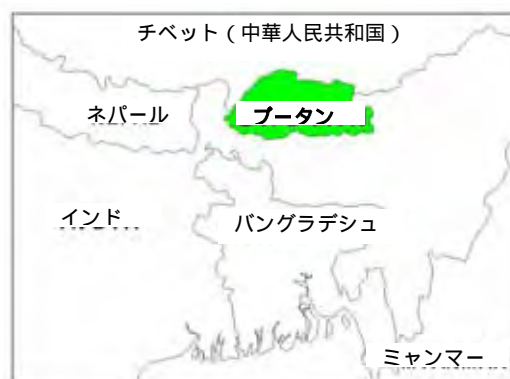 チベット（中華人民共和国）
ネパール
ブータン
インド
バングラデシュ
ミャンマー